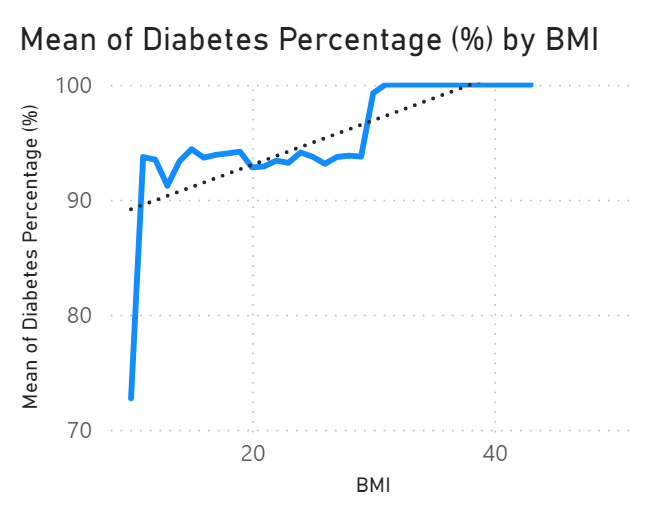 Mean of Diabetes Percentage (%) by BMI
Mean of Diabetes Percentage (%)
100
90
80
70
20 40
BMI